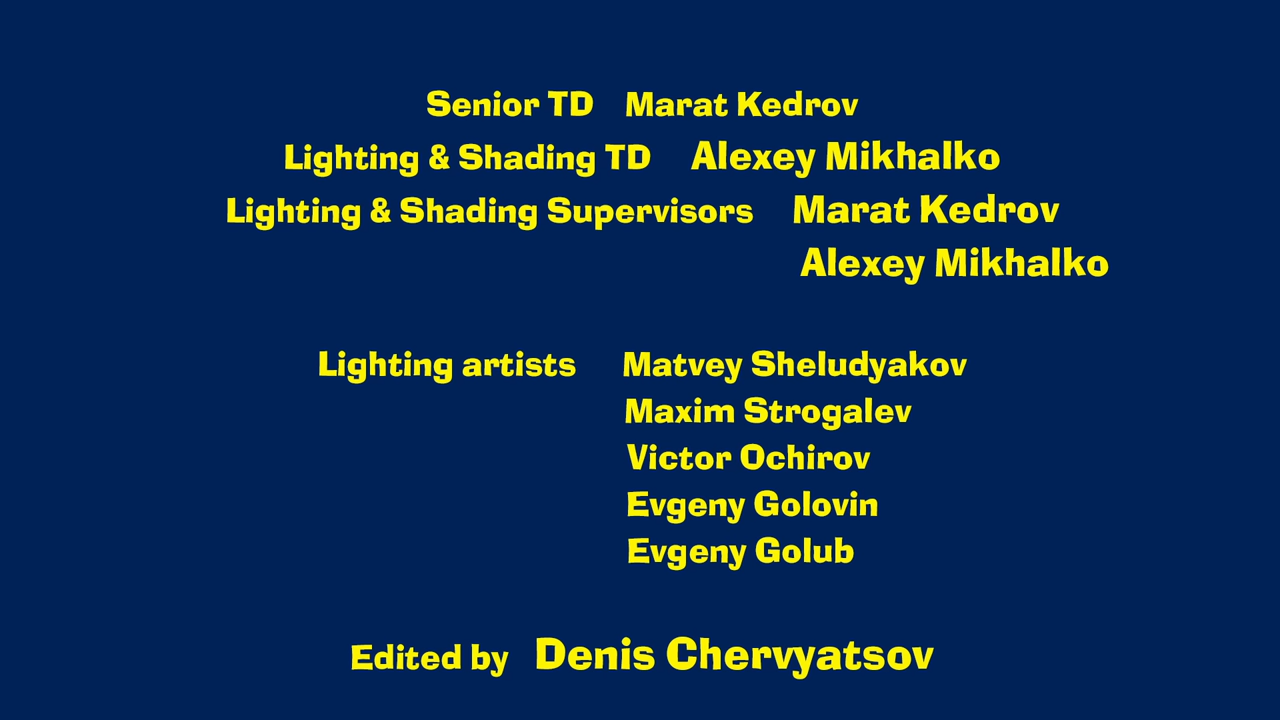 Senior TD Marat Kedrov
Lighting & Shading TD Alexey Mikhalko
Lighting & Shading Supervisors Marat Kedrov
Alexey Mikhalko
Lighting artists Matvey Sheludyakov
Maxim Strogalev
Victor Ochirov
Evgeny Golovin
Evgeny Golub
Edited by Denis Chervyatsov